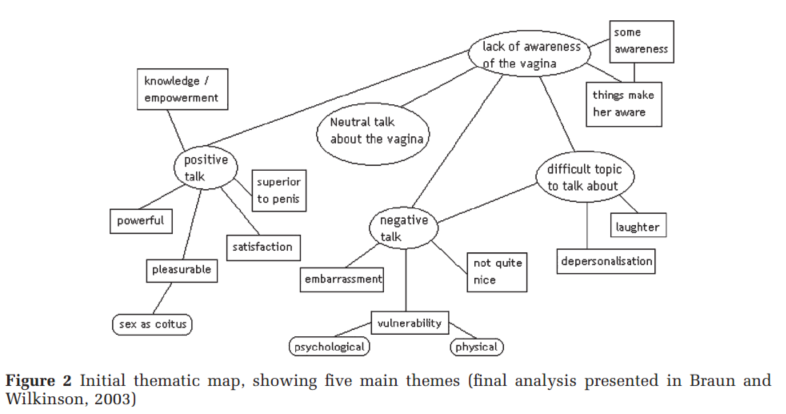 lack of awareness
of the vagina
some
awareness
things make
her aware
knowledge /
empowerment
Neutral talk
about the vagina
positive
talk
superior
to penis
powerful
satisfaction
pleasurable
sex as coitus
difficult topic
to talk about
laughter
depersonalisation
negative
talk
embarrassment
not quite
nice
vulnerability
psychological
physical
Figure 2 Initial thematic map, showing five main themes (final analysis presented in Braun and
Wilkinson, 2003)